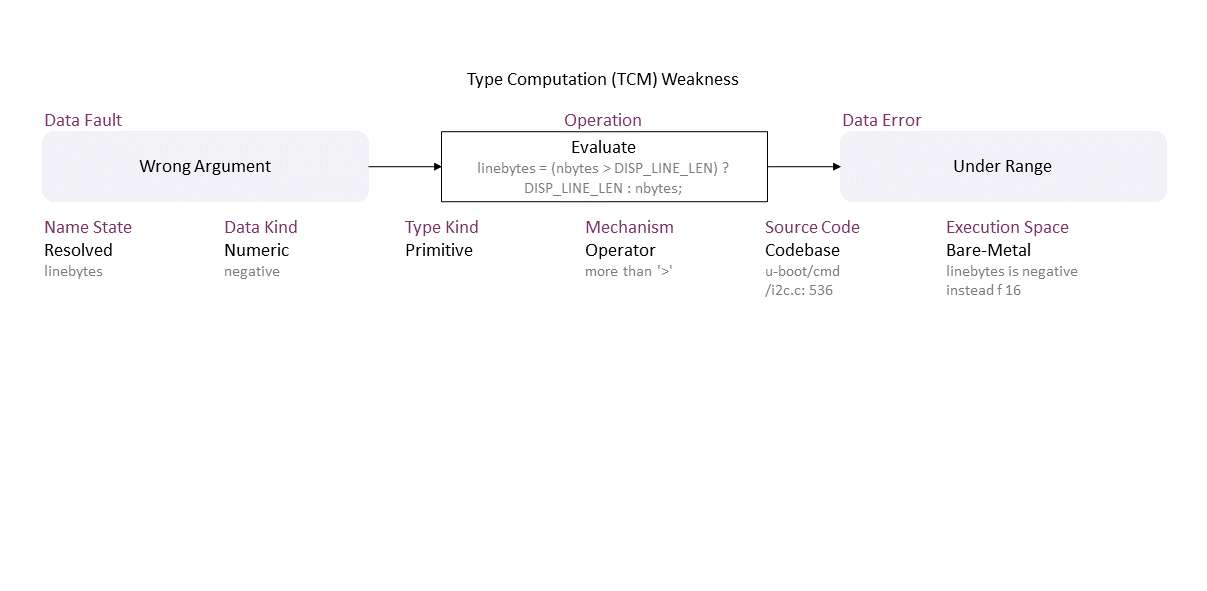 Type Computation (TCM) Weakness
Data Fault
Operation
Data Error
Wrong Argument
Evaluate
linebytes = (nbytes > DISP_LINE_LEN) ?
DISP_LINE_LEN : nbytes;
Under Range
Name State
Resolved
linebytes
Data Kind
Numeric
negative
Type Kind
Primitive
Mechanism
Operator
more than '>'
Source Code
Codebase
u-boot/cmd
/i2c.c: 536
Execution Space
Bare-Metal
linebytes is negative
instead f 16